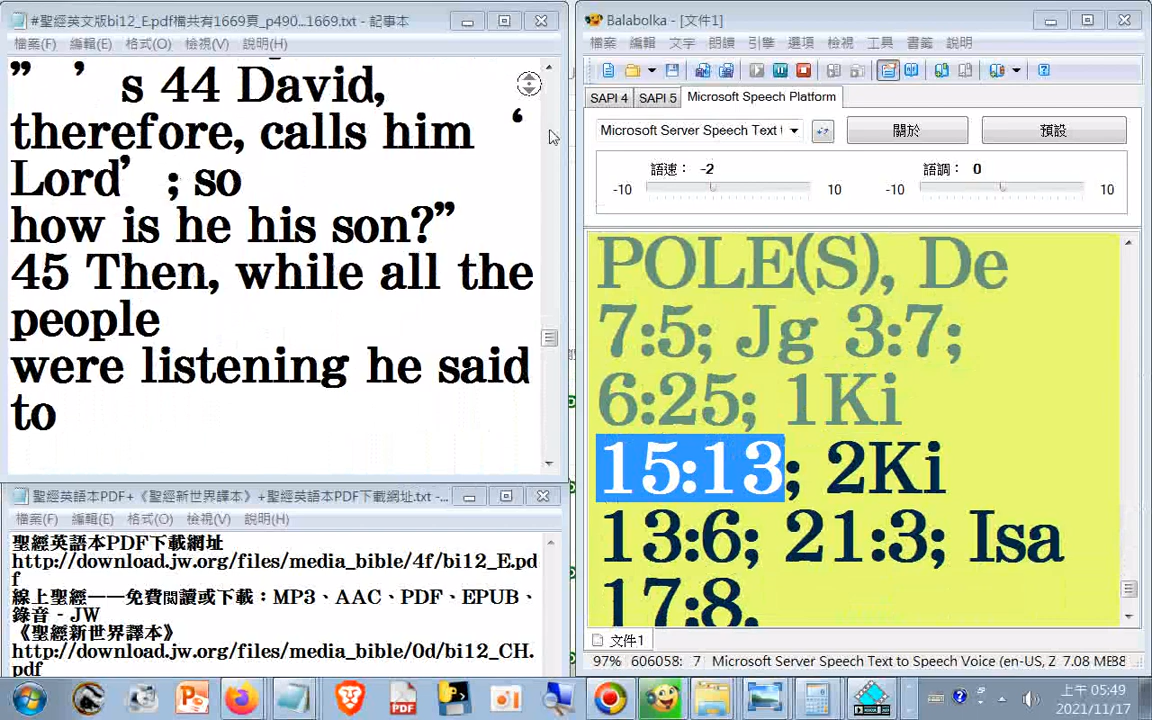 #聖經英文版bi12_E.pdf檔共有1669頁_p490...1669.txt - 記事本
檔案(F) 編輯(E) 格式(O) 檢視(V) 說明(H)
” ’ s 44 David,
therefore, calls him ‘
Lord’ ; so
how is he his son?”
45 Then, while all the
people
were listening he said
to
聖經英語本PDF+《聖經新世界譯本》+聖經英語本PDF下載網址.txt -...
檔案(F) 編輯(E) 格式(O) 檢視(V) 說明(H)
聖經英語本PDF下載網址
http://download.jw.org/files/media_bible/4f/bi12_E.pd
f
線上聖經——免費閱讀或下載：MP3、AAC、PDF、EPUB、
錄音 - JW
《聖經新世界譯本》
http://download.jw.org/files/media_bible/0d/bi12_CH.
pdf
Balabolka - [文件1]
檔案 編輯 文字 朗讀 引擎 選項 檢視 工具 書籤 說明
SAPI 4 SAPI 5 Microsoft Speech Platform
Microsoft Server Speech Text t 關於 預設
語速： -2 語調： 0
-10 10 -10 10
POLE(S), De
7:5; Jg 3:7;
6:25; 1Ki
15:13; 2Ki
13:6; 21:3; Isa
17:8.
文件1
97% 606058: 7 Microsoft Server Speech Text to Speech Voice (en-US, Z 7.08 MEB8
PDF
上午 05:49
2021/11/17